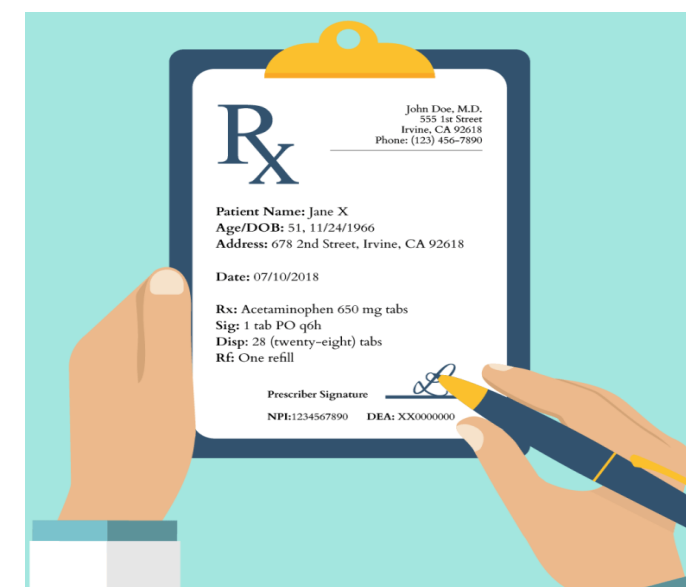 Rx
John Doe, M.D.
555 1st Street
Irvine, CA 92618
Phone: (123) 456-7890
Patient Name: Jane X
Age/DOB: 51, 11/24/1966
Address: 678 2nd Street, Irvine, CA 92618
Date: 07/10/2018
Rx: Acetaminophen 650 mg tabs
Sig: 1 tab PO q6h
Disp: 28 (twenty-eight) tabs
Rf: One refill
Prescriber Signature
NPI:1234567890 DEA: XX0000000